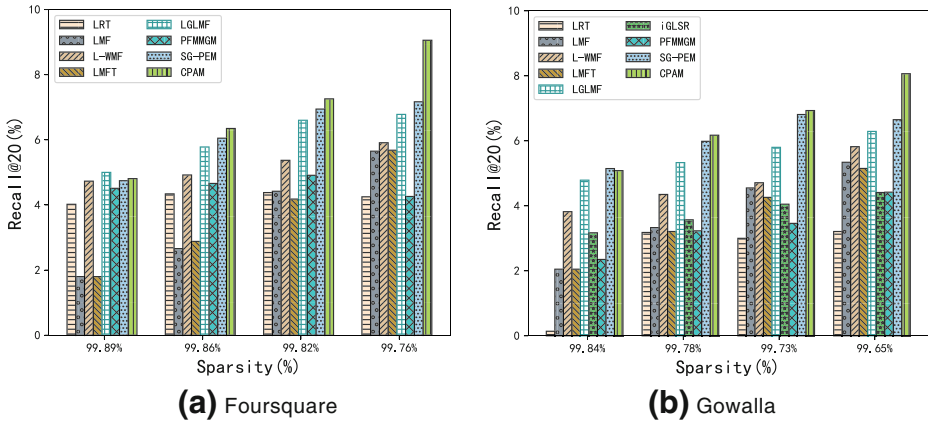 10
8
6
4
2
0
Recall@20(%)
LRT
LMF
L-WMF
LMFT
LGLMF
PFMMGM
SG-PEM
CPAM
99.89% 99.86% 99.82% 99.76%
Sparsity(%)
(a) Foursquare
10
8
6
4
2
0
Recall@20(%)
LRT
LMF
L-WMF
LMFT
LGLMF
iGLSR
PFMMGM
SG-PEM
CPAM
99.84% 99.78% 99.73% 99.65%
Sparsity(%)
(b) Gowalla